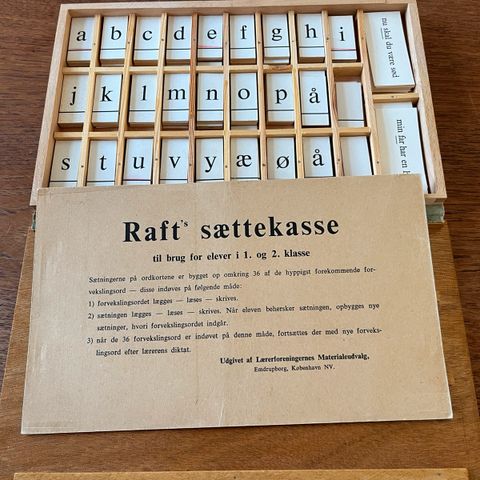 a b c d e f g h i
j k l m n o p å
s t u v y æ ø å
nu skal du være sød
min far har en
Raft's sættekasse
til brug for elever i 1. og 2. klasse
Sætningerne på ordkortene er bygget op omkring 36 af de hyppigst forekommende for-
vekslingsord — disse indøves på følgende måde:
1) forvekslingsordet lægges — læses — skrives.
2) sætningen lægges — læses — skrives. Når eleven behersker sætningen, opbygges nye
sætninger, hvori forvekslingsordet indgår.
3) når de 36 forvekslingsord er indøvet på denne måde, fortsættes der med nye forveks-
lingsord efter lærerens diktat.
Udgivet af Lærerforeningernes Materialeudvalg,
Emdrupborg, København NV.